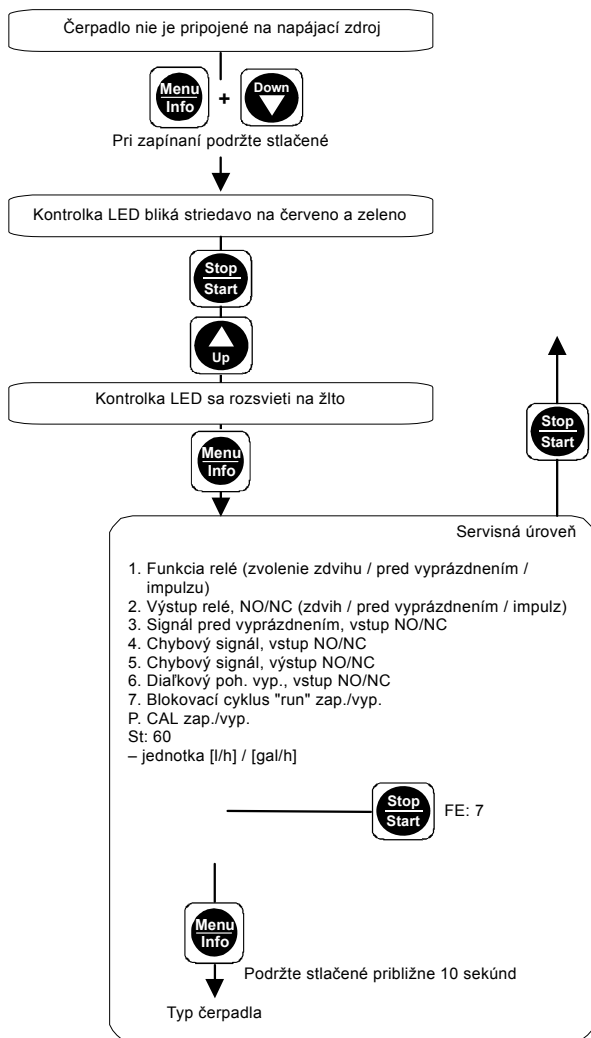 Čerpadlo nie je pripojené na napájací zdroj
Menu
Info
+
Down
Pri zapínaní podržte stlačené
Kontrolka LED bliká striedavo na červeno a zeleno
Stop
Start
Up
Kontrolka LED sa rozsvieti na žlto
Stop
Start
Menu
Info
Servisná úroveň
1. Funkcia relé (zvolenie zdvihu / pred vyprázdnením /
impulzu)
2. Výstup relé, NO/NC (zdvih / pred vyprázdnením / impulz)
3. Signál pred vyprázdnením, vstup NO/NC
4. Chybový signál, vstup NO/NC
5. Chybový signál, výstup NO/NC
6. Diaľkový poh. vyp., vstup NO/NC
7. Blokovací cyklus "run" zap./vyp.
P. CAL zap./vyp.
St: 60
– jednotka [l/h] / [gal/h]
Stop
Start
FE: 7
Menu
Info
Podržte stlačené približne 10 sekúnd
Typ čerpadla